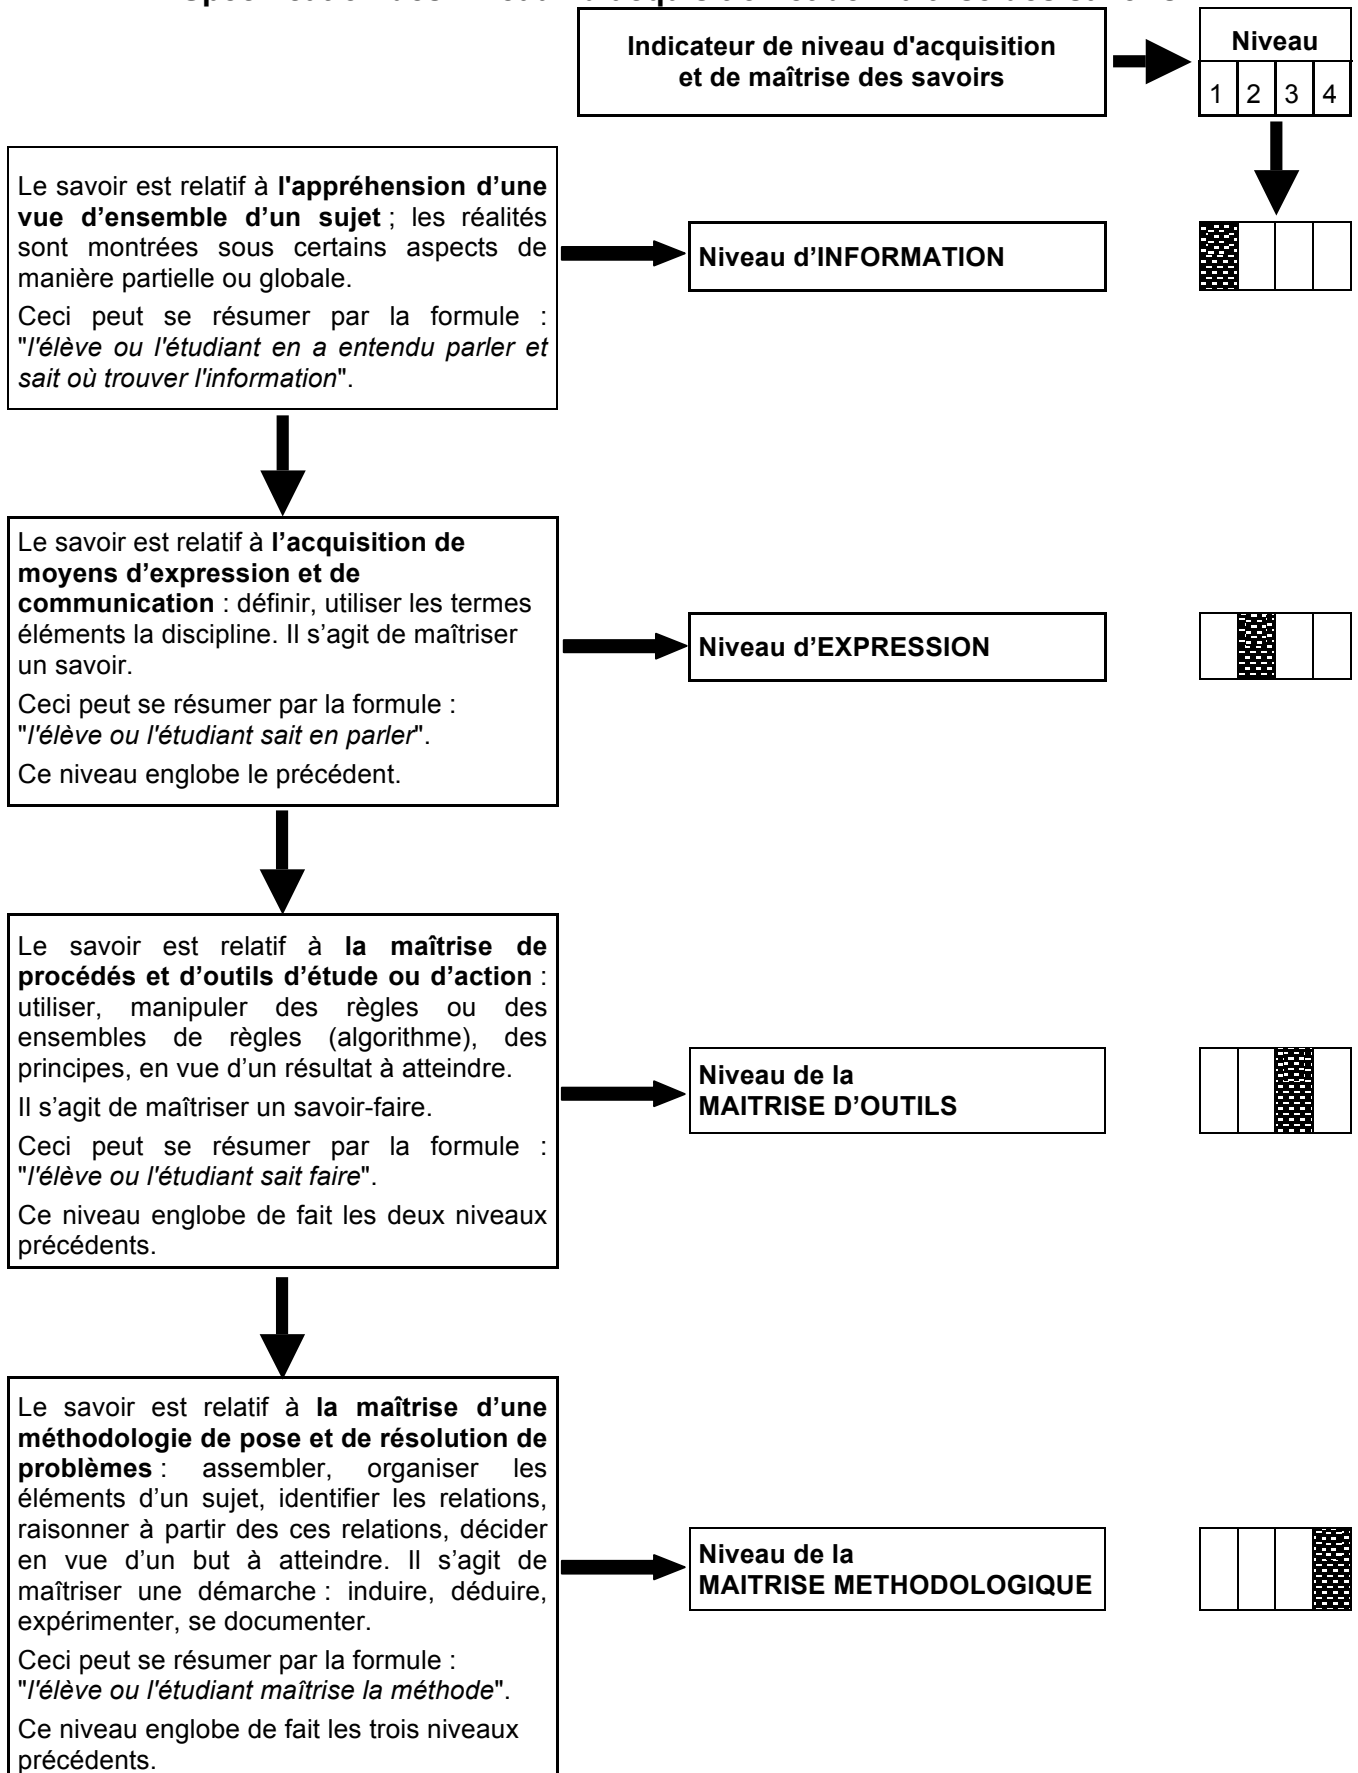 Indicateur de niveau d'acquisition
et de maîtrise des savoirs
Niveau
1 2 3 4
Le savoir est relatif à l'appréhension d’une
vue d’ensemble d’un sujet ; les réalités
sont montrées sous certains aspects de
manière partielle ou globale.
Ceci peut se résumer par la formule :
"l'élève ou l'étudiant en a entendu parler et
sait où trouver l'information".
Niveau d’INFORMATION
Le savoir est relatif à l’acquisition de
moyens d’expression et de
communication : définir, utiliser les termes
éléments la discipline. Il s’agit de maîtriser
un savoir.
Ceci peut se résumer par la formule :
"l'élève ou l'étudiant sait en parler".
Ce niveau englobe le précédent.
Niveau d’EXPRESSION
Le savoir est relatif à la maîtrise de
procédés et d’outils d’étude ou d’action :
utiliser, manipuler des règles ou des
ensembles de règles (algorithme), des
principes, en vue d’un résultat à atteindre.
Il s’agit de maîtriser un savoir-faire.
Ceci peut se résumer par la formule :
"l'élève ou l'étudiant sait faire".
Ce niveau englobe de fait les deux niveaux
précédents.
Niveau de la
MAITRISE D’OUTILS
Le savoir est relatif à la maîtrise d’une
méthodologie de pose et de résolution de
problèmes : assembler, organiser les
éléments d’un sujet, identifier les relations,
raisonner à partir des ces relations, décider
en vue d’un but à atteindre. Il s’agit de
maîtriser une démarche : induire, déduire,
expérimenter, se documenter.
Ceci peut se résumer par la formule :
"l'élève ou l'étudiant maîtrise la méthode".
Ce niveau englobe de fait les trois niveaux
précédents.
Niveau de la
MAITRISE METHODOLOGIQUE